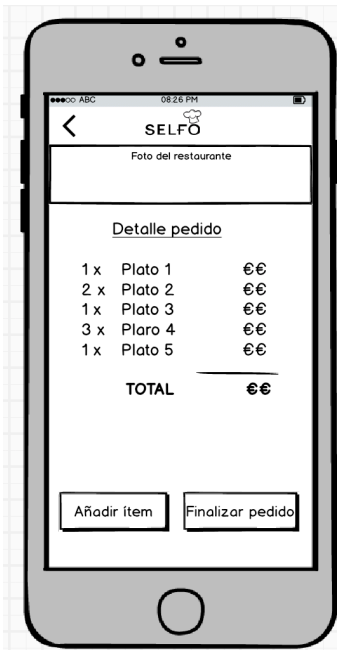 ●●●○○ ABC 08:26 PM
SELFO
Foto del restaurante
Detalle pedido
1 x Plato 1 €€
2 x Plato 2 €€
1 x Plato 3 €€
3 x Plaro 4 €€
1 x Plato 5 €€
TOTAL €€
Añadir ítem Finalizar pedido